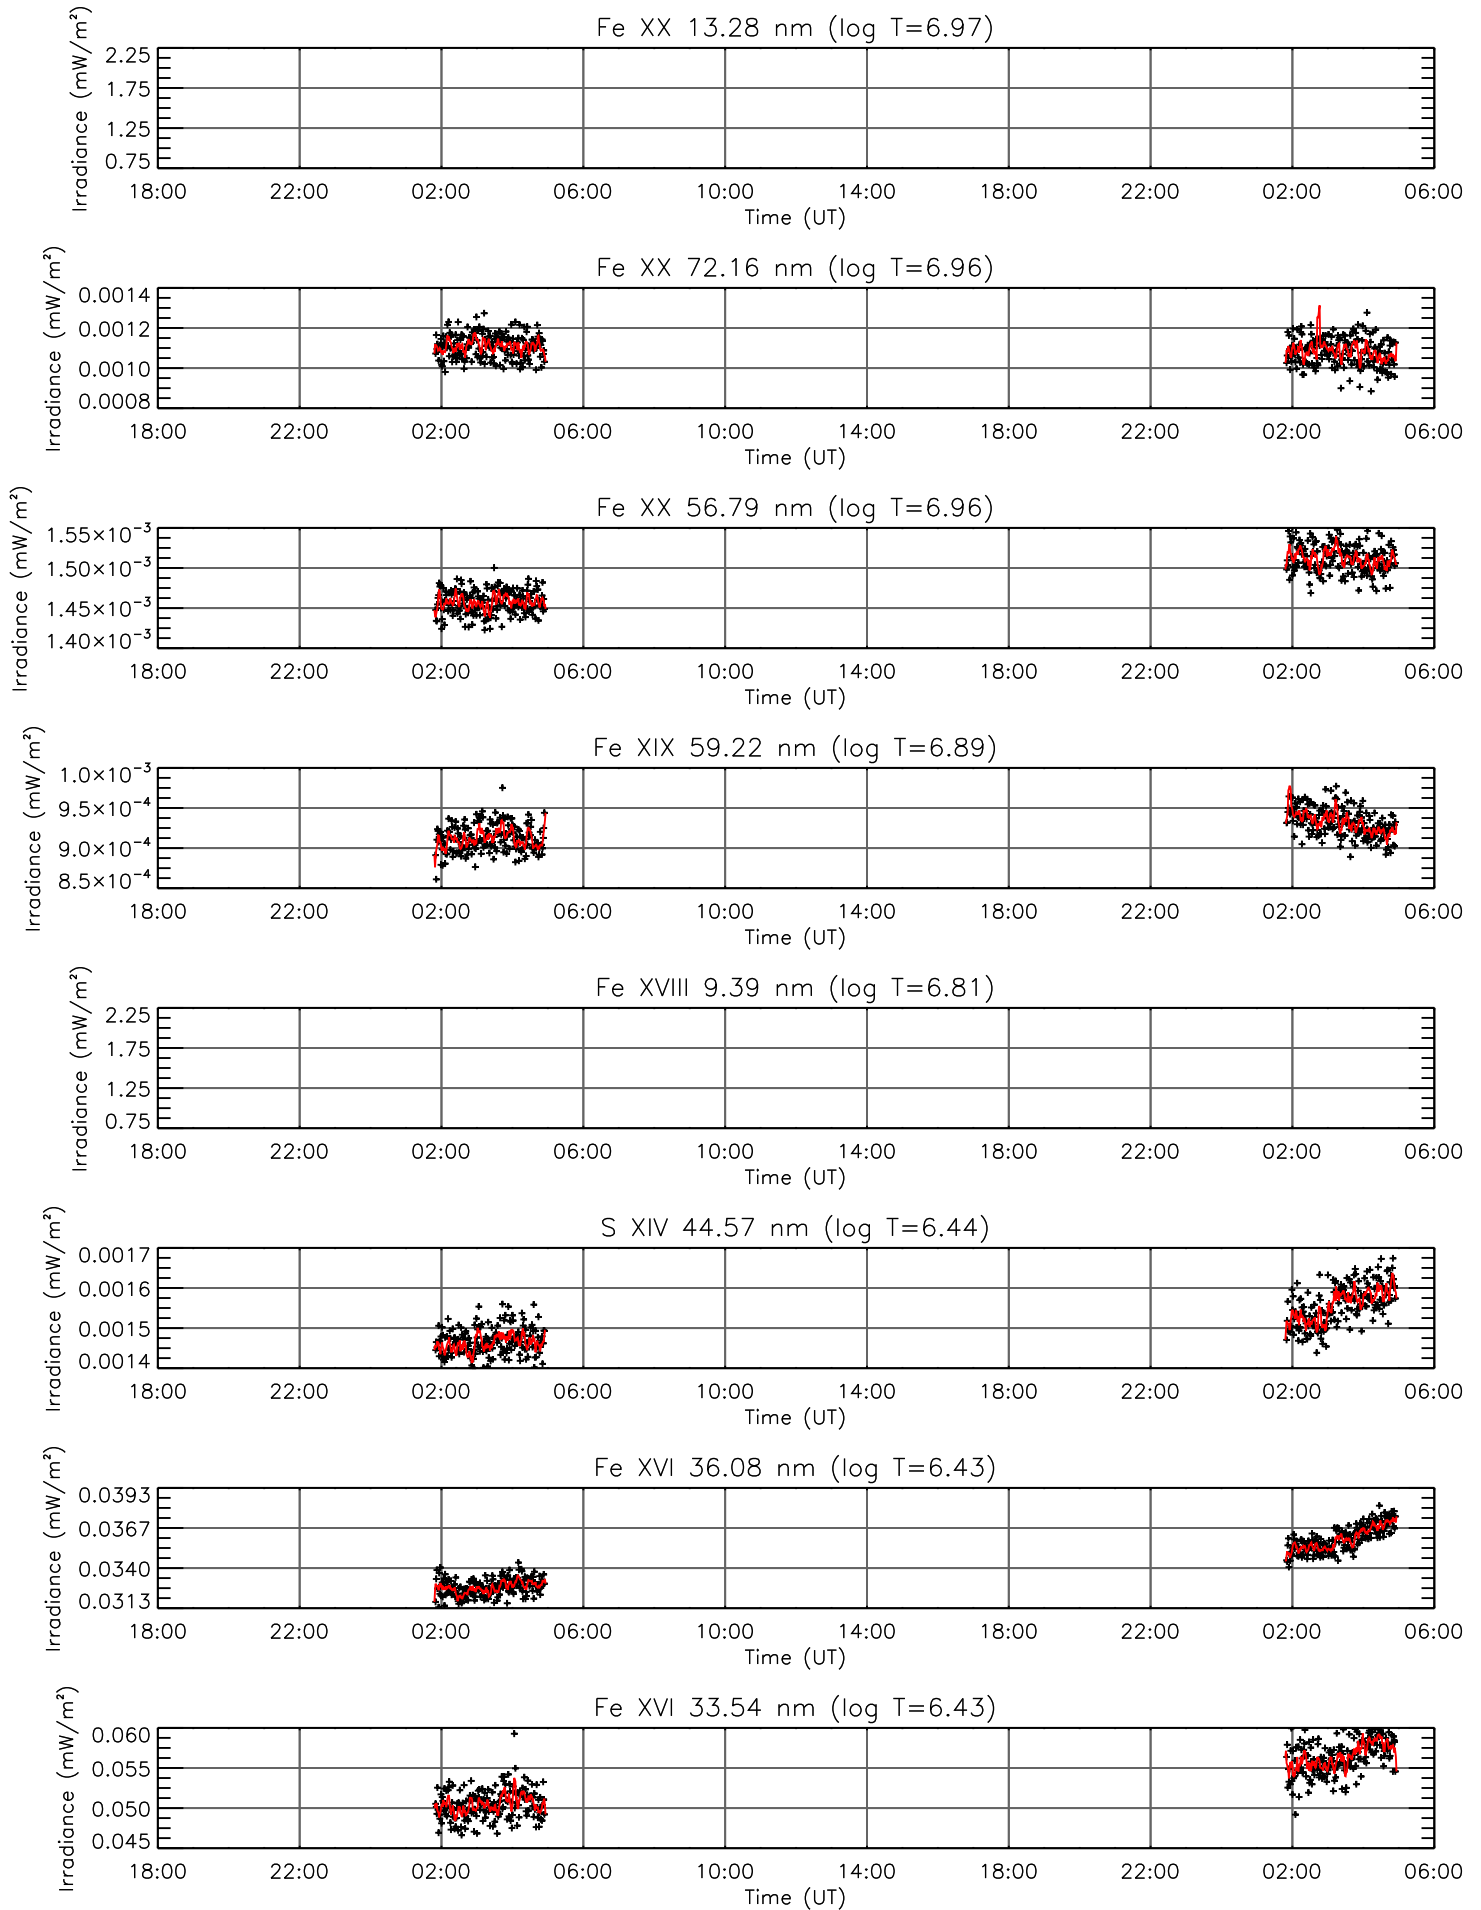 Fe XX 13.28 nm (log T=6.97)
Irradiance (mW/m²)
2.25
1.75
1.25
0.75
18:00 22:00 02:00 06:00 10:00 14:00 18:00 22:00 02:00 06:00
Time (UT)
Fe XX 72.16 nm (log T=6.96)
Irradiance (mW/m²)
0.0014
0.0012
0.0010
0.0008
18:00 22:00 02:00 06:00 10:00 14:00 18:00 22:00 02:00 06:00
Time (UT)
Fe XX 56.79 nm (log T=6.96)
Irradiance (mW/m²)
1.55×10⁻³
1.50×10⁻³
1.45×10⁻³
1.40×10⁻³
18:00 22:00 02:00 06:00 10:00 14:00 18:00 22:00 02:00 06:00
Time (UT)
Fe XIX 59.22 nm (log T=6.89)
Irradiance (mW/m²)
1.0×10⁻³
9.5×10⁻⁴
9.0×10⁻⁴
8.5×10⁻⁴
18:00 22:00 02:00 06:00 10:00 14:00 18:00 22:00 02:00 06:00
Time (UT)
Fe XVIII 9.39 nm (log T=6.81)
Irradiance (mW/m²)
2.25
1.75
1.25
0.75
18:00 22:00 02:00 06:00 10:00 14:00 18:00 22:00 02:00 06:00
Time (UT)
S XIV 44.57 nm (log T=6.44)
Irradiance (mW/m²)
0.0017
0.0016
0.0015
0.0014
18:00 22:00 02:00 06:00 10:00 14:00 18:00 22:00 02:00 06:00
Time (UT)
Fe XVI 36.08 nm (log T=6.43)
Irradiance (mW/m²)
0.0393
0.0367
0.0340
0.0313
18:00 22:00 02:00 06:00 10:00 14:00 18:00 22:00 02:00 06:00
Time (UT)
Fe XVI 33.54 nm (log T=6.43)
Irradiance (mW/m²)
0.060
0.055
0.050
0.045
18:00 22:00 02:00 06:00 10:00 14:00 18:00 22:00 02:00 06:00
Time (UT)